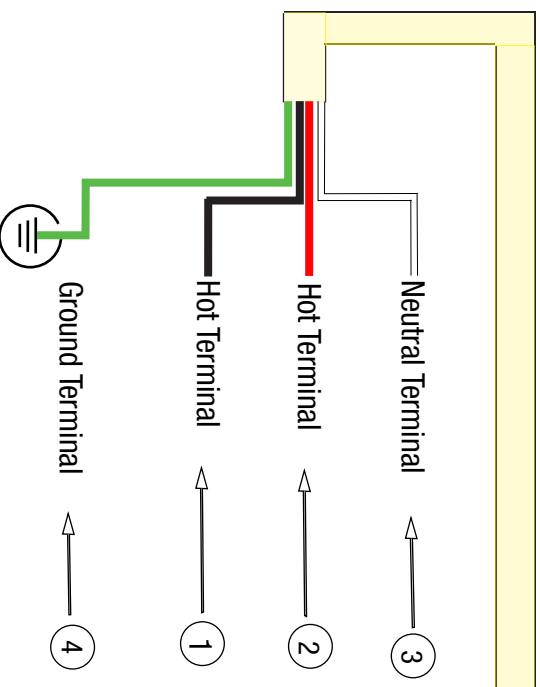 Neutral Terminal 3
Hot Terminal 2
Hot Terminal 1
Ground Terminal 4